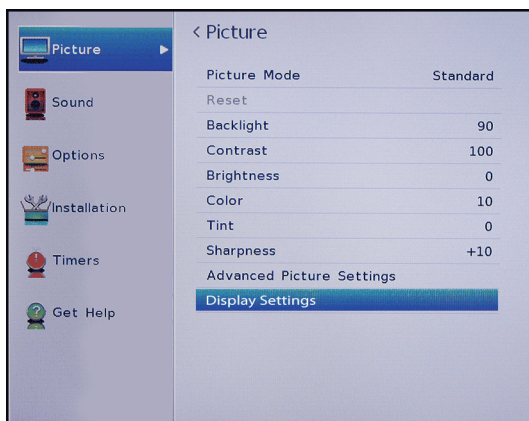 Picture
Sound
Options
Installation
Timers
Get Help
< Picture
Picture Mode Standard
Reset
Backlight 90
Contrast 100
Brightness 0
Color 10
Tint 0
Sharpness +10
Advanced Picture Settings
Display Settings